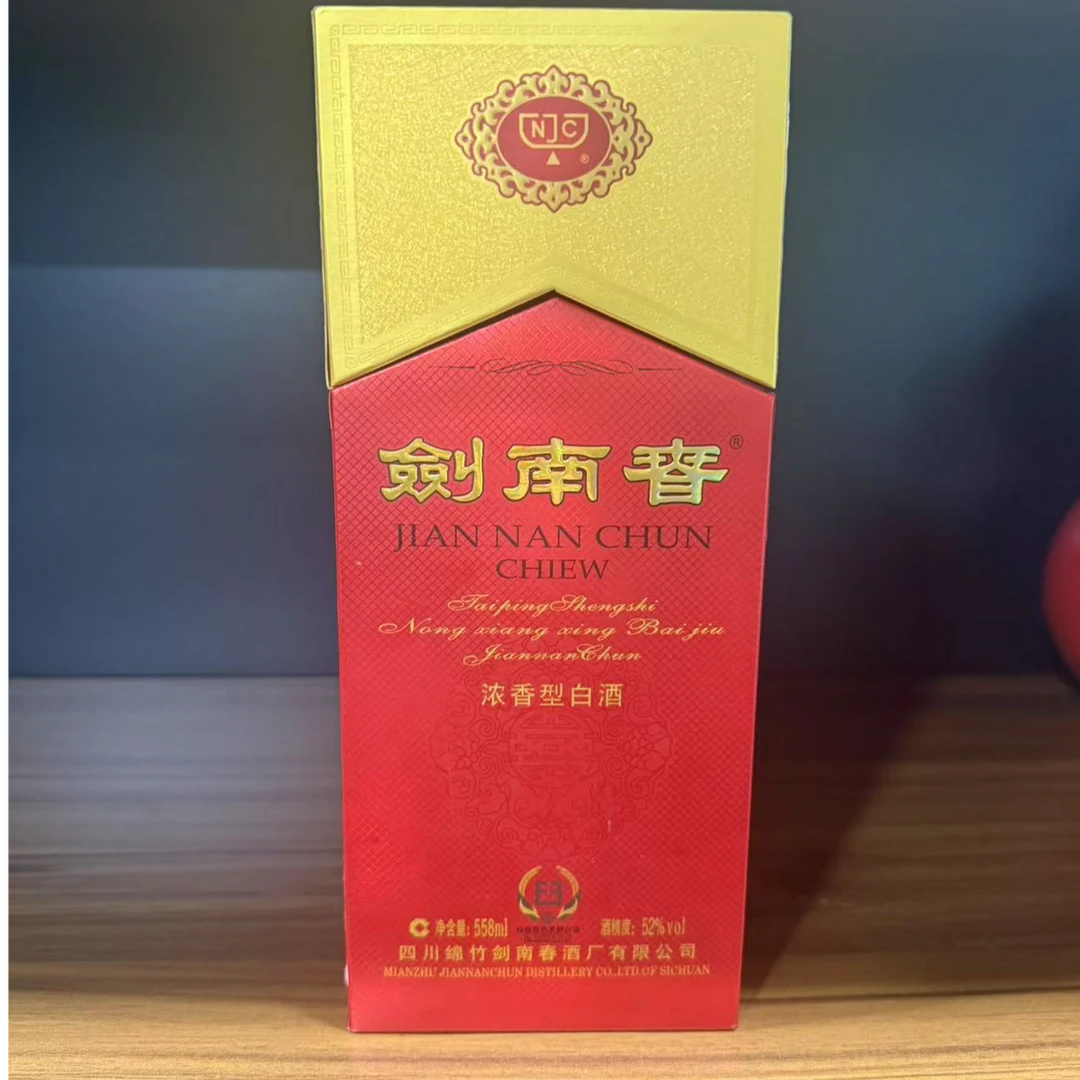 NJC
®
劍南春®
JIAN NAN CHUN
CHIEW
TaipingShengshi
Nong xiang xing Bai jiu
JiannanChun
浓香型白酒
净含量: 558ml 酒精度: 52%vol
四川绵竹剑南春酒厂有限公司
MIANZHU JIANNANCHUN DISTILLERY CO.,LTD.OF SICHUAN